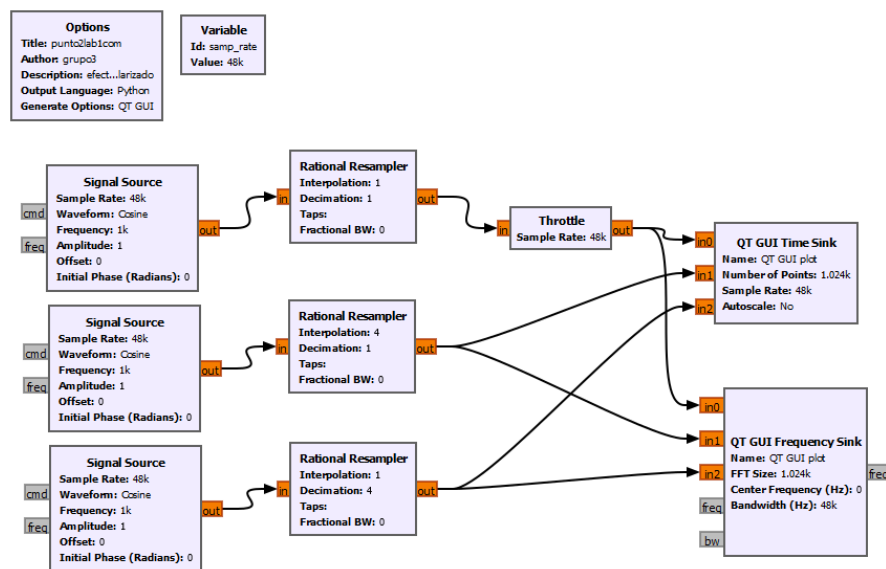 Options
Title: punto2lab1com
Author: grupo3
Description: efect...larizado
Output Language: Python
Generate Options: QT GUI
Variable
Id: samp_rate
Value: 48k
Signal Source
Sample Rate: 48k
Waveform: Cosine
Frequency: 1k
Amplitude: 1
Offset: 0
Initial Phase (Radians): 0
cmd
freq
out
Rational Resampler
Interpolation: 1
Decimation: 1
Taps:
Fractional BW: 0
in
out
Throttle
Sample Rate: 48k
in
out
QT GUI Time Sink
Name: QT GUI plot
Number of Points: 1.024k
Sample Rate: 48k
Autoscale: No
in0
in1
in2
Signal Source
Sample Rate: 48k
Waveform: Cosine
Frequency: 1k
Amplitude: 1
Offset: 0
Initial Phase (Radians): 0
cmd
freq
out
Rational Resampler
Interpolation: 4
Decimation: 1
Taps:
Fractional BW: 0
in
out
QT GUI Frequency Sink
Name: QT GUI plot
FFT Size: 1.024k
Center Frequency (Hz): 0
Bandwidth (Hz): 48k
in0
in1
in2
freq
bw
freq
Signal Source
Sample Rate: 48k
Waveform: Cosine
Frequency: 1k
Amplitude: 1
Offset: 0
Initial Phase (Radians): 0
cmd
freq
out
Rational Resampler
Interpolation: 1
Decimation: 4
Taps:
Fractional BW: 0
in
out